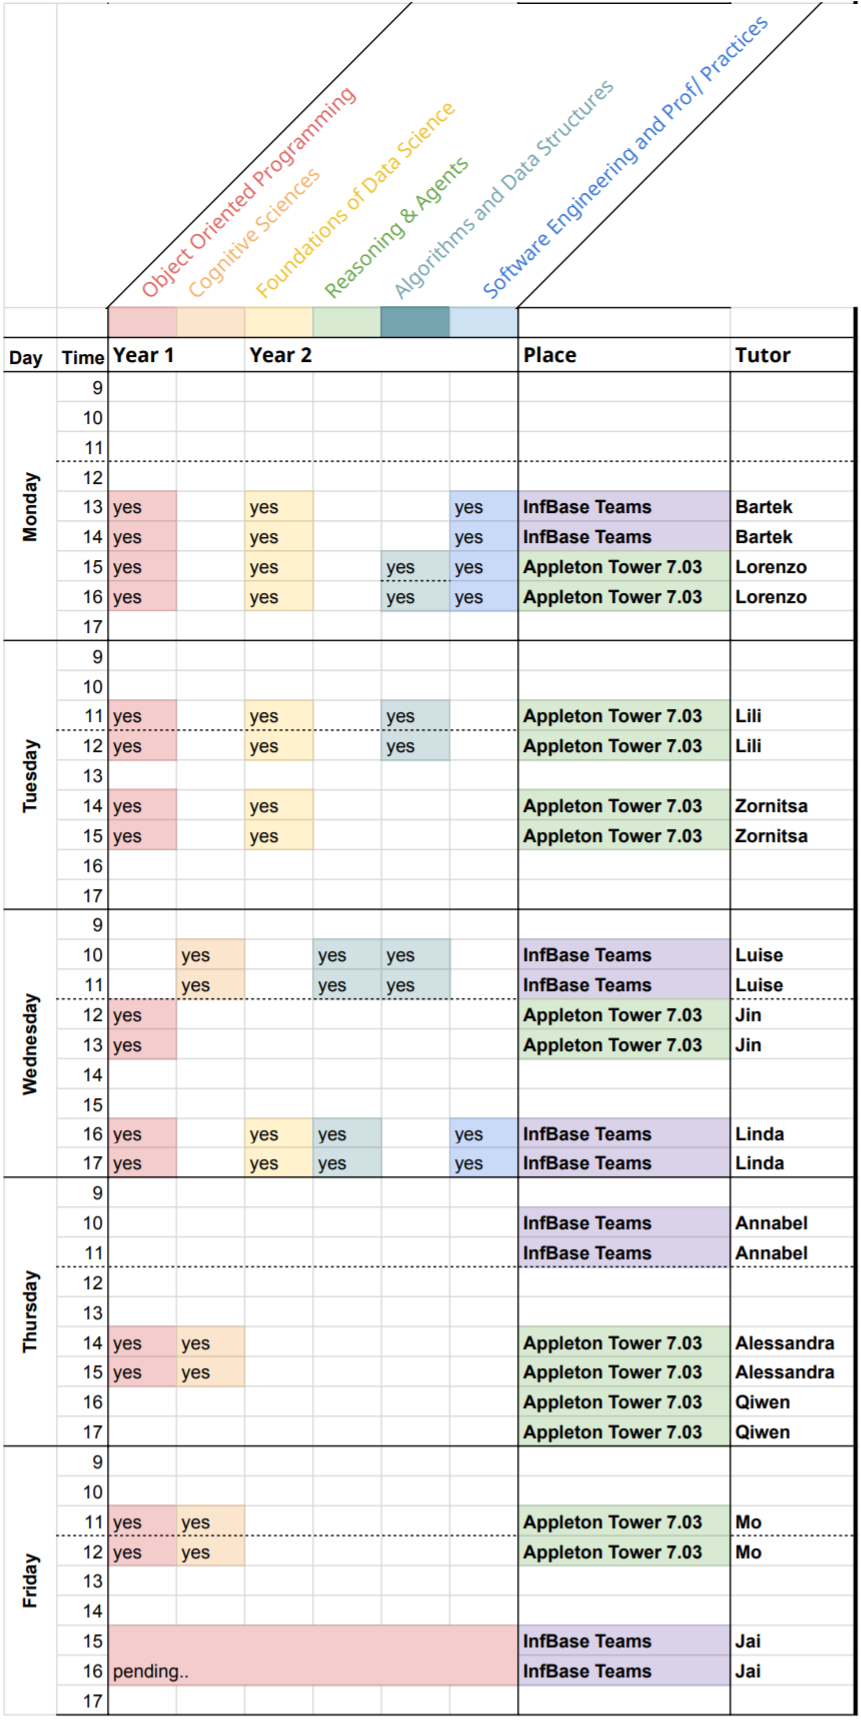 Object Oriented Programming
Cognitive Sciences
Foundations of Data Science
Reasoning & Agents
Algorithms and Data Structures
Software Engineering and Prof/ Practices
Day Time Year 1 Year 2 Place Tutor
Monday
9
10
11
12
13 yes yes yes InfBase Teams Bartek
14 yes yes yes InfBase Teams Bartek
15 yes yes yes yes Appleton Tower 7.03 Lorenzo
16 yes yes yes yes Appleton Tower 7.03 Lorenzo
17
Tuesday
9
10
11 yes yes yes Appleton Tower 7.03 Lili
12 yes yes yes Appleton Tower 7.03 Lili
13
14 yes yes Appleton Tower 7.03 Zornitsa
15 yes yes Appleton Tower 7.03 Zornitsa
16
17
Wednesday
9
10 yes yes yes InfBase Teams Luise
11 yes yes yes InfBase Teams Luise
12 yes Appleton Tower 7.03 Jin
13 yes Appleton Tower 7.03 Jin
14
15
16 yes yes yes yes InfBase Teams Linda
17 yes yes yes yes InfBase Teams Linda
Thursday
9
10 InfBase Teams Annabel
11 InfBase Teams Annabel
12
13
14 yes yes Appleton Tower 7.03 Alessandra
15 yes yes Appleton Tower 7.03 Alessandra
16 Appleton Tower 7.03 Qiwen
17 Appleton Tower 7.03 Qiwen
Friday
9
10
11 yes yes Appleton Tower 7.03 Mo
12 yes yes Appleton Tower 7.03 Mo
13
14
15 InfBase Teams Jai
16 pending.. InfBase Teams Jai
17